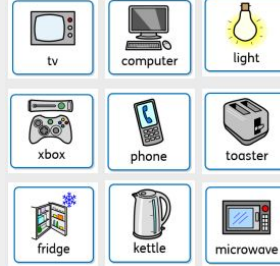 tv
computer
light
xbox
phone
toaster
fridge
kettle
microwave